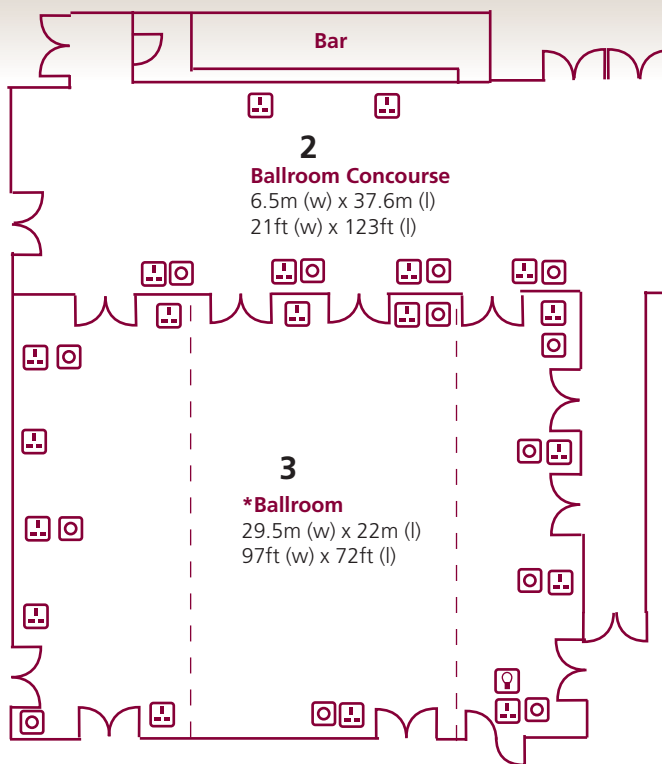 Bar
2
Ballroom Concourse
6.5m (w) x 37.6m (l)
21ft (w) x 123ft (l)
3
*Ballroom
29.5m (w) x 22m (l)
97ft (w) x 72ft (l)